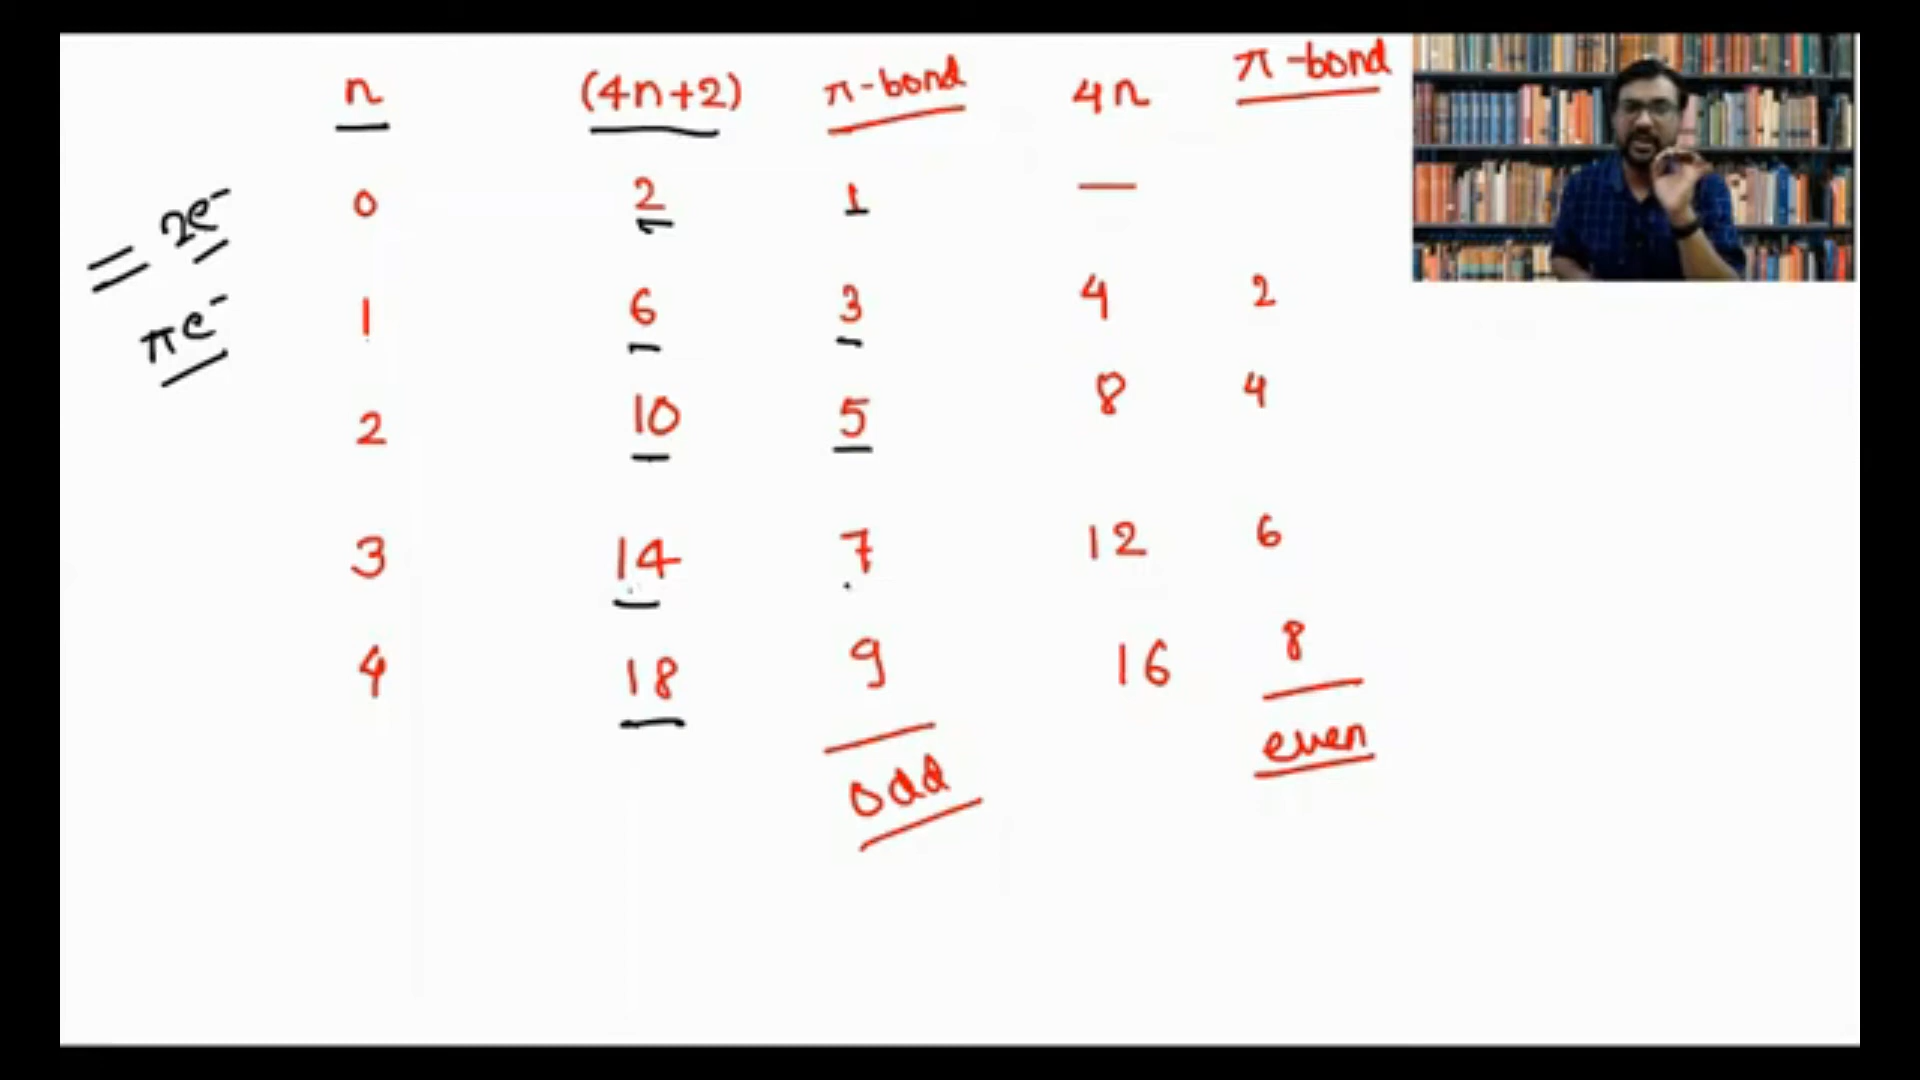 n (4n+2) π-bond 4n π-bond
0 2 1 —
= 2e⁻
1 6 3 4 2
πe⁻
2 10 5 8 4
3 14 7 12 6
4 18 9 16 8
odd even